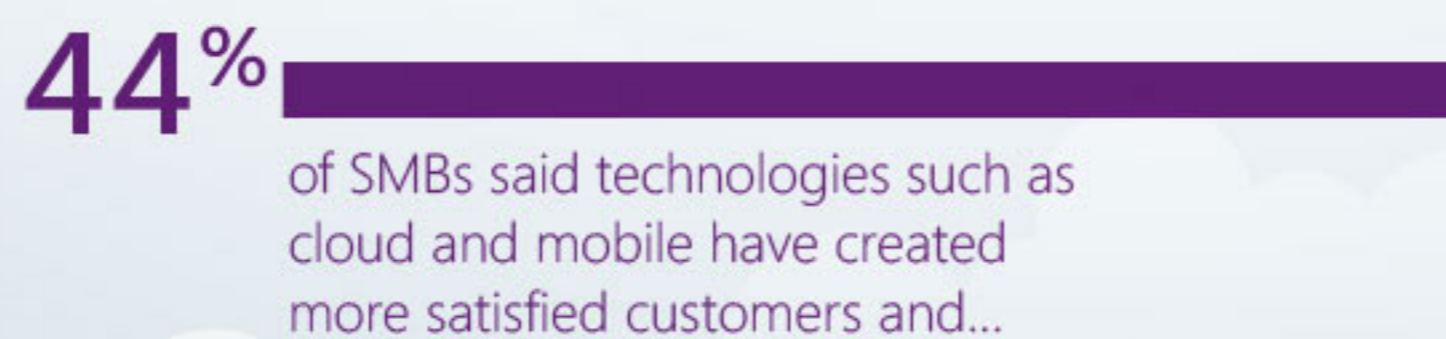 44%
of SMBs said technologies such as
cloud and mobile have created
more satisfied customers and...